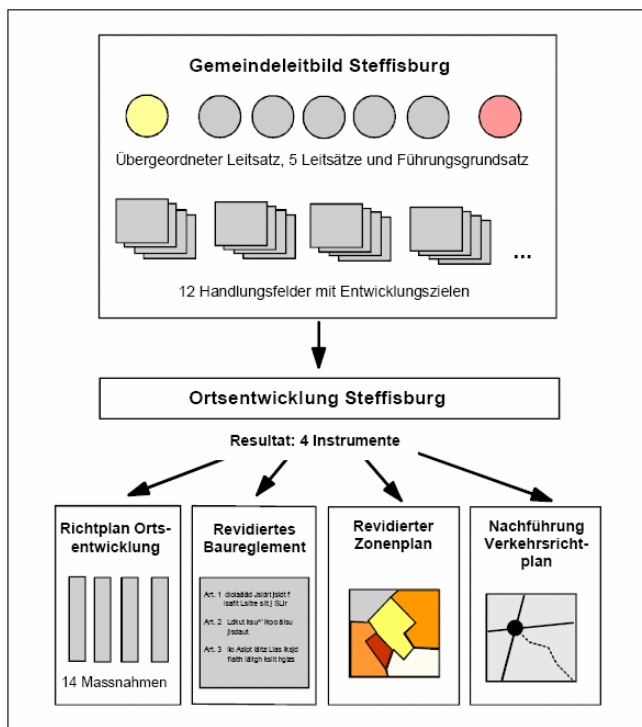 Gemeindeleitbild Steffisburg
Übergeordneter Leitsatz, 5 Leitsätze und Führungsgrundsatz
...
12 Handlungsfelder mit Entwicklungszielen
Ortsentwicklung Steffisburg
Resultat: 4 Instrumente
Richtplan Orts-
entwicklung
14 Massnahmen
Revidiertes
Baureglement
Art. 1
Art. 2
Art. 3
Revidierter
Zonenplan
Nachführung
Verkehrsricht-
plan